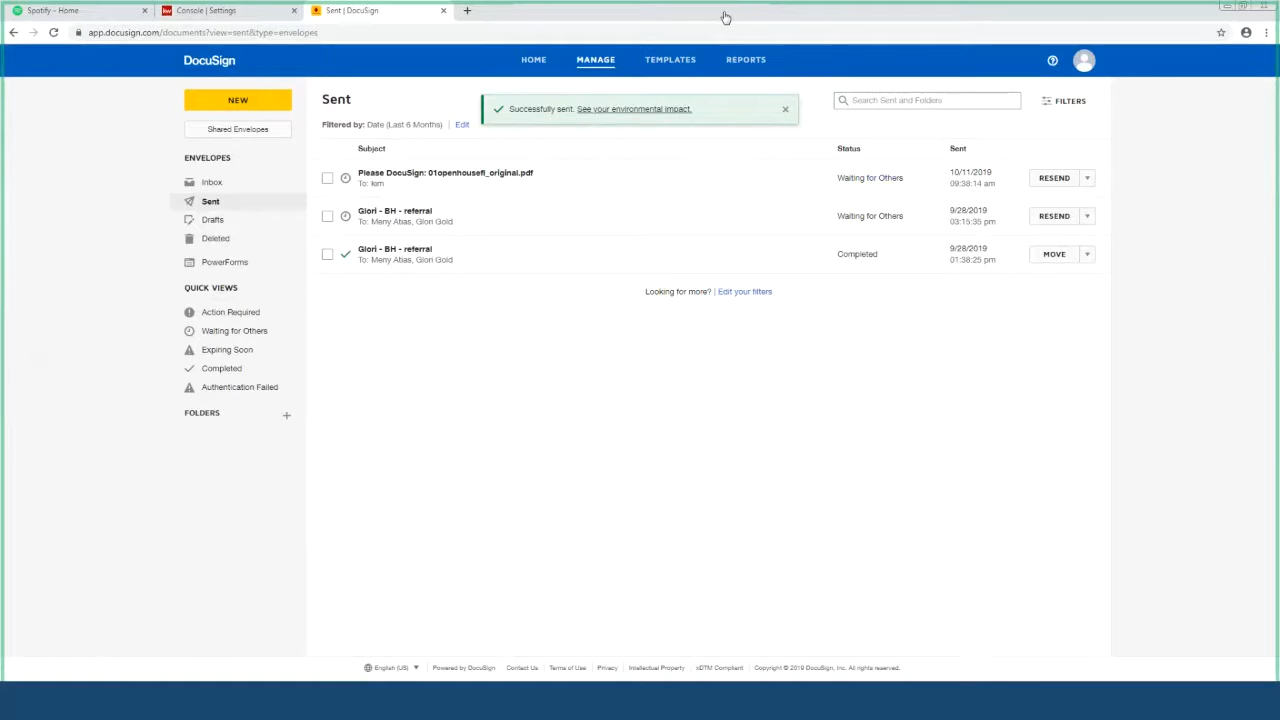 Spotify – Home
kw Console | Settings
Sent | DocuSign
app.docusign.com/documents?view=sent&type=envelopes
DocuSign
HOME
MANAGE
TEMPLATES
REPORTS
NEW
Shared Envelopes
ENVELOPES
Inbox
Sent
Drafts
Deleted
PowerForms
QUICK VIEWS
Action Required
Waiting for Others
Expiring Soon
Completed
Authentication Failed
FOLDERS
Sent
Successfully sent. See your environmental impact.
Search Sent and Folders
FILTERS
Filtered by: Date (Last 6 Months) | Edit
Subject Status Sent
Please DocuSign: 01openhousefl_original.pdf
To: kim
Waiting for Others
10/11/2019
09:38:14 am
RESEND
Glori - BH - referral
To: Meny Atias, Glori Gold
Waiting for Others
9/28/2019
03:15:35 pm
RESEND
Glori - BH - referral
To: Meny Atias, Glori Gold
Completed
9/28/2019
01:38:25 pm
MOVE
Looking for more? | Edit your filters
English (US) Powered by DocuSign Contact Us Terms of Use Privacy Intellectual Property xDTM Compliant Copyright © 2019 DocuSign, Inc. All rights reserved.